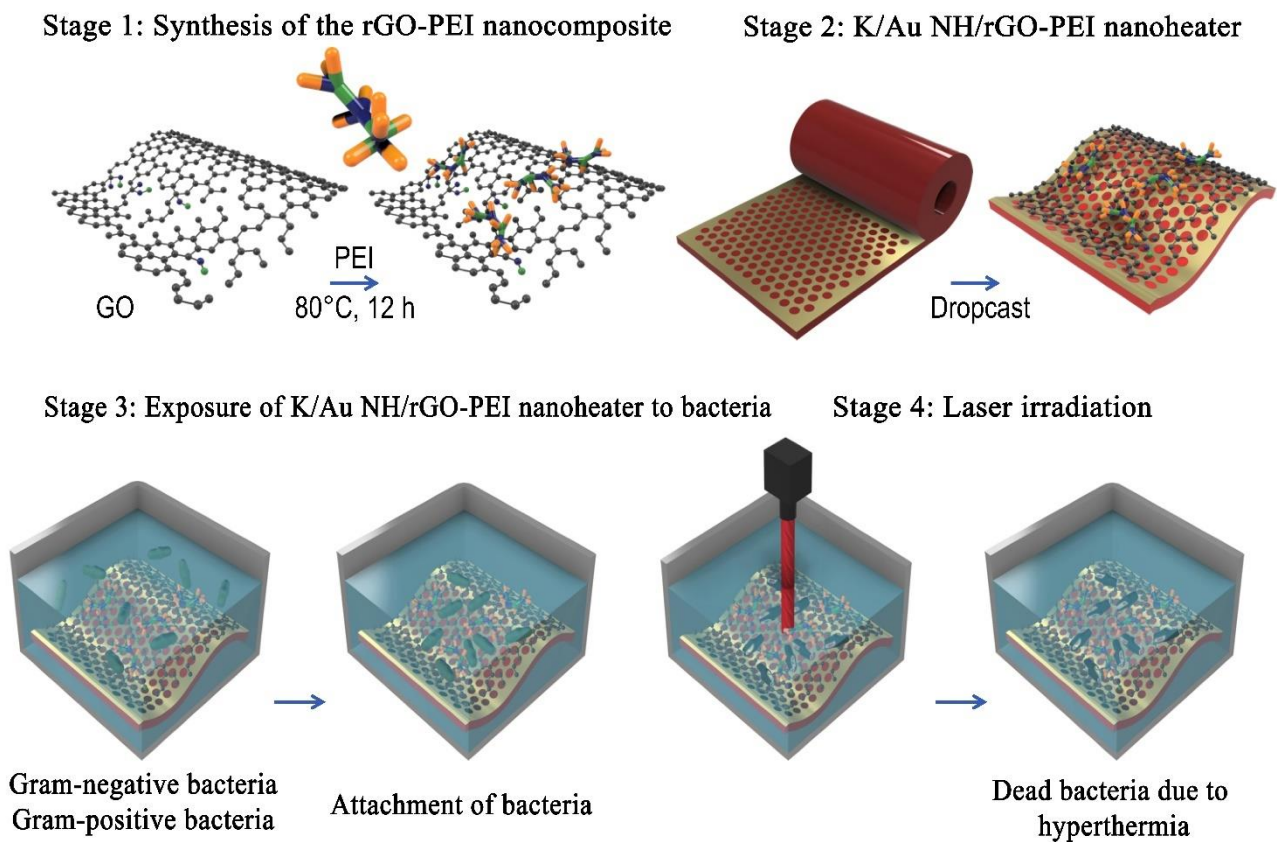 Stage 1: Synthesis of the rGO-PEI nanocomposite
Stage 2: K/Au NH/rGO-PEI nanoheater
GO
PEI
80°C, 12 h
Dropcast
Stage 3: Exposure of K/Au NH/rGO-PEI nanoheater to bacteria
Stage 4: Laser irradiation
Gram-negative bacteria
Gram-positive bacteria
Attachment of bacteria
Dead bacteria due to
hyperthermia